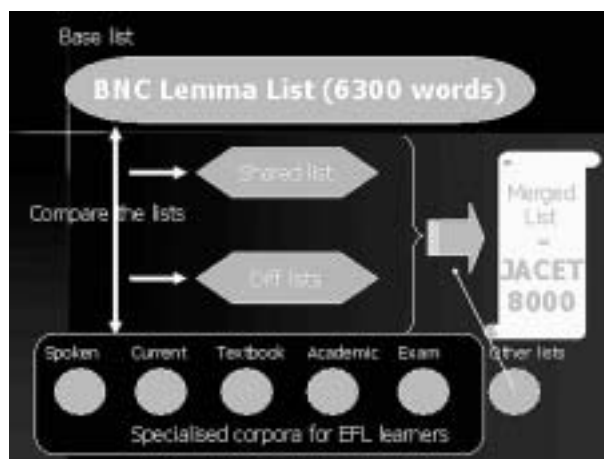 Base list
BNC Lemma List (6300 words)
Shared list
Compare the lists
Diff lists
Merged
List
=
JACET
8000
Spoken Current Textbook Academic Exam Other lists
Specialised corpora for EFL learners